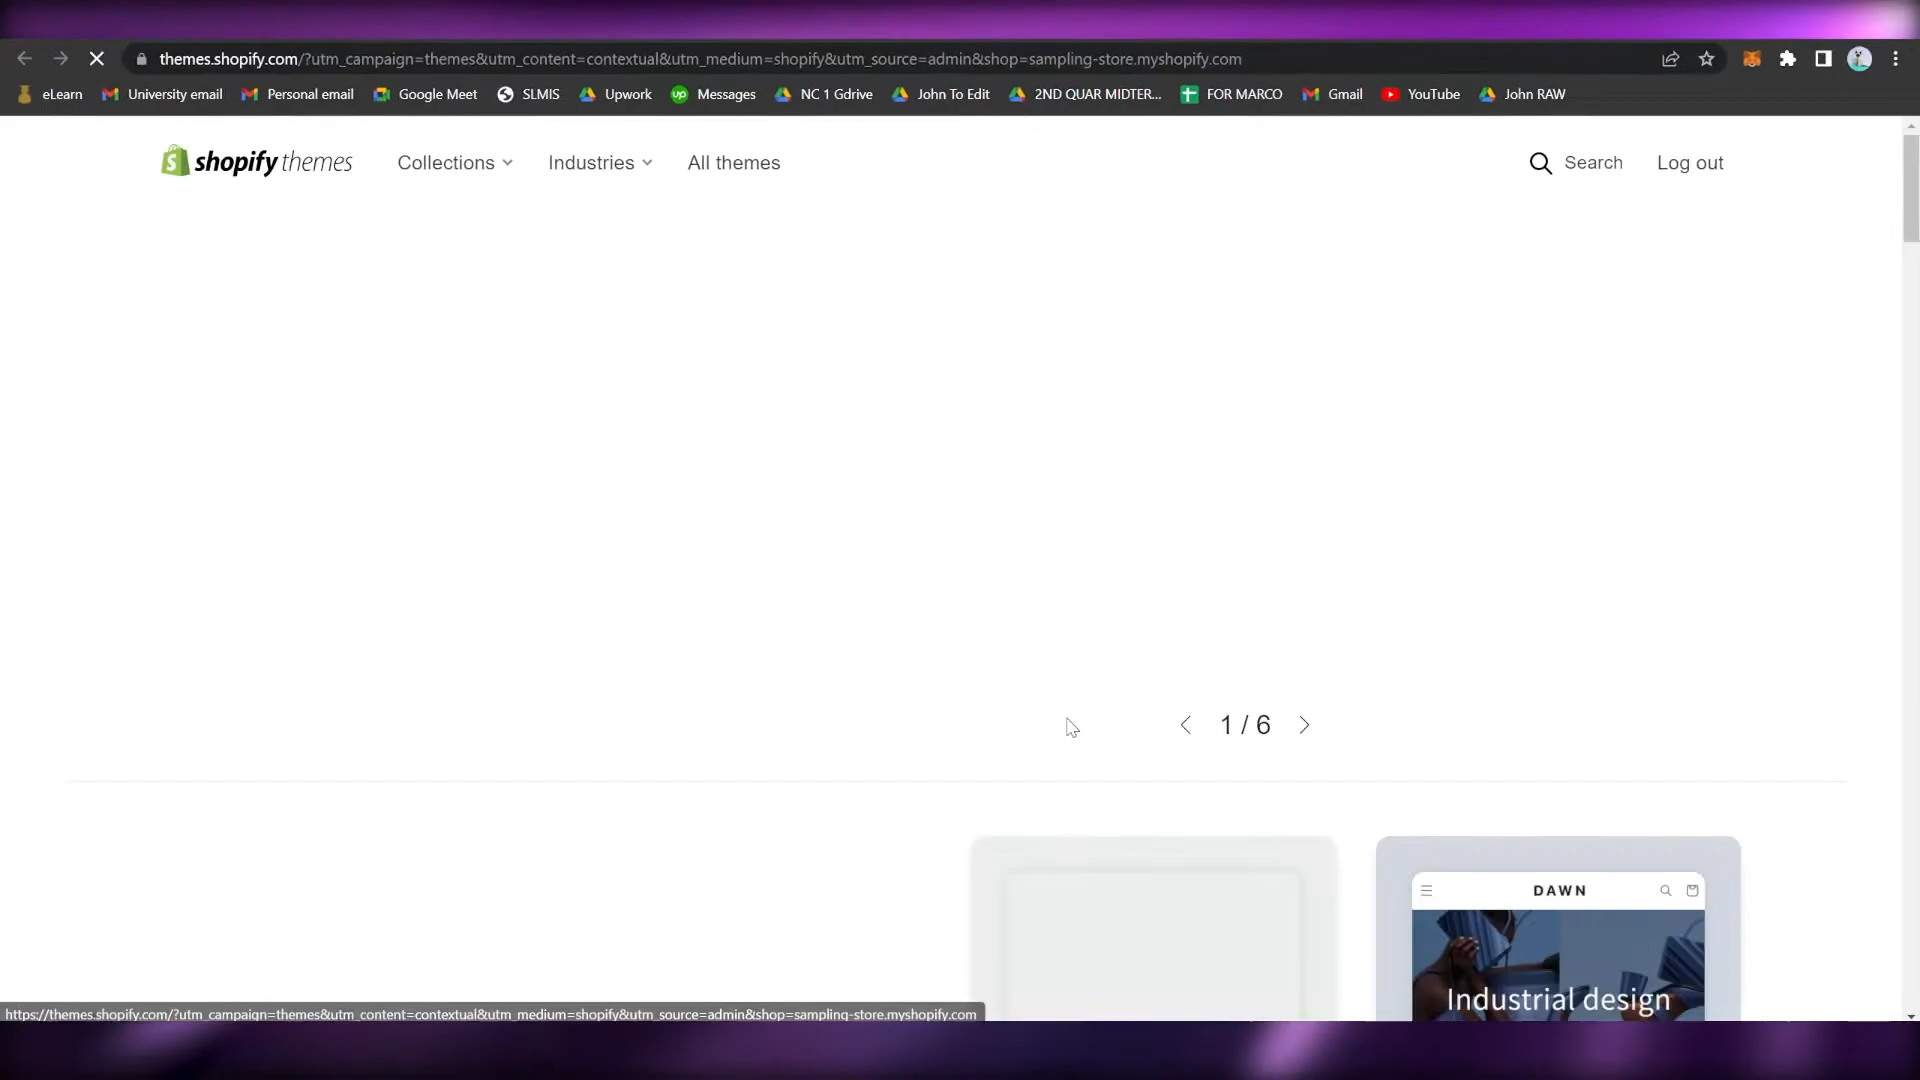 themes.shopify.com/?utm_campaign=themes&utm_content=contextual&utm_medium=shopify&utm_source=admin&shop=sampling-store.myshopify.com
eLearn University email Personal email Google Meet SLMIS Upwork up Messages NC 1 Gdrive John To Edit 2ND QUAR MIDTER... FOR MARCO Gmail YouTube John RAW
shopify themes Collections Industries All themes Search Log out
1 / 6
DAWN
Industrial design
https://themes.shopify.com/?utm_campaign=themes&utm_content=contextual&utm_medium=shopify&utm_source=admin&shop=sampling-store.myshopify.com